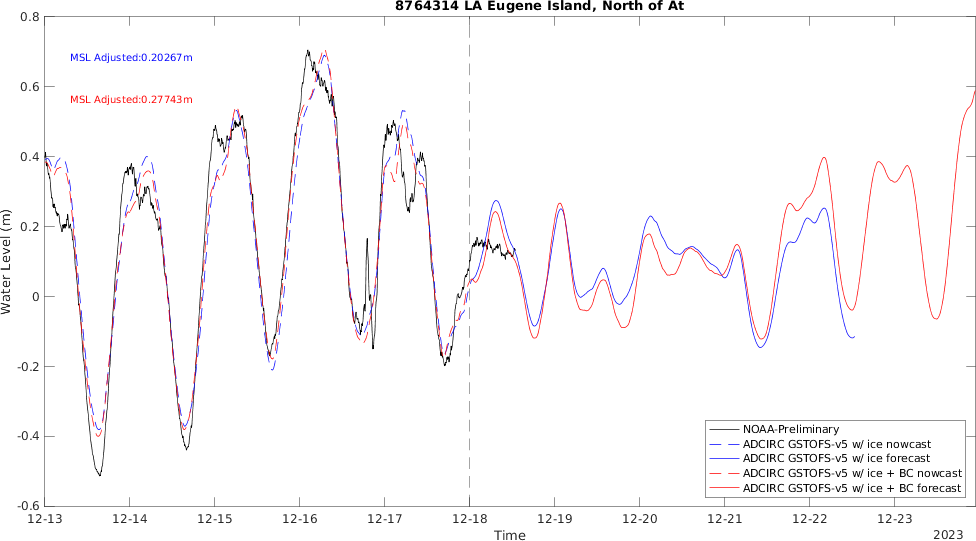 8764314 LA Eugene Island, North of At
MSL Adjusted:0.20267m
MSL Adjusted:0.27743m
Water Level (m)
0.8
0.6
0.4
0.2
0
-0.2
-0.4
-0.6
NOAA-Preliminary
ADCIRC GSTOFS-v5 w/ ice nowcast
ADCIRC GSTOFS-v5 w/ ice forecast
ADCIRC GSTOFS-v5 w/ ice + BC nowcast
ADCIRC GSTOFS-v5 w/ ice + BC forecast
12-13 12-14 12-15 12-16 12-17 12-18 12-19 12-20 12-21 12-22 12-23
Time
2023